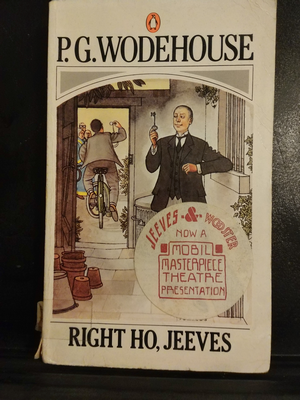 P.G.WODEHOUSE
JEEVES & WOOSTER
NOW A
MOBIL
MASTERPIECE
THEATRE
PRESENTATION
RIGHT HO, JEEVES